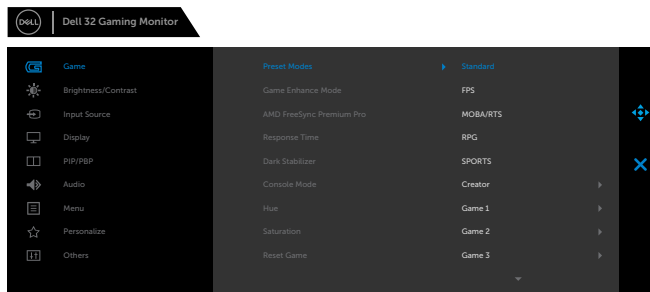 DELL
Dell 32 Gaming Monitor
Game Preset Modes Standard
Brightness/Contrast Game Enhance Mode FPS
Input Source AMD FreeSync Premium Pro MOBA/RTS
Display Response Time RPG
PIP/PBP Dark Stabilizer SPORTS
Audio Console Mode Creator
Menu Hue Game 1
Personalize Saturation Game 2
Others Reset Game Game 3